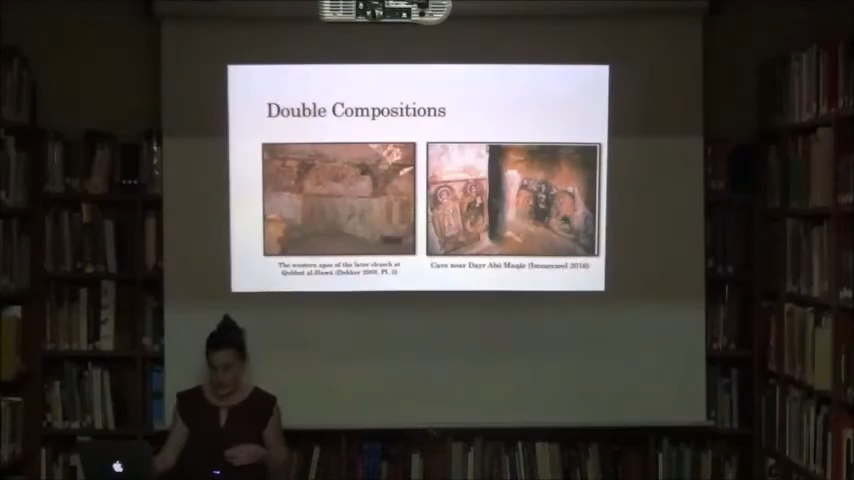 Double Compositions
The western apse of the later church at
Qubbat al-Hawa (Dekker 2008, Pl. 2)
Cave near Dayr Abū Maqār (Immerzeel 2016)